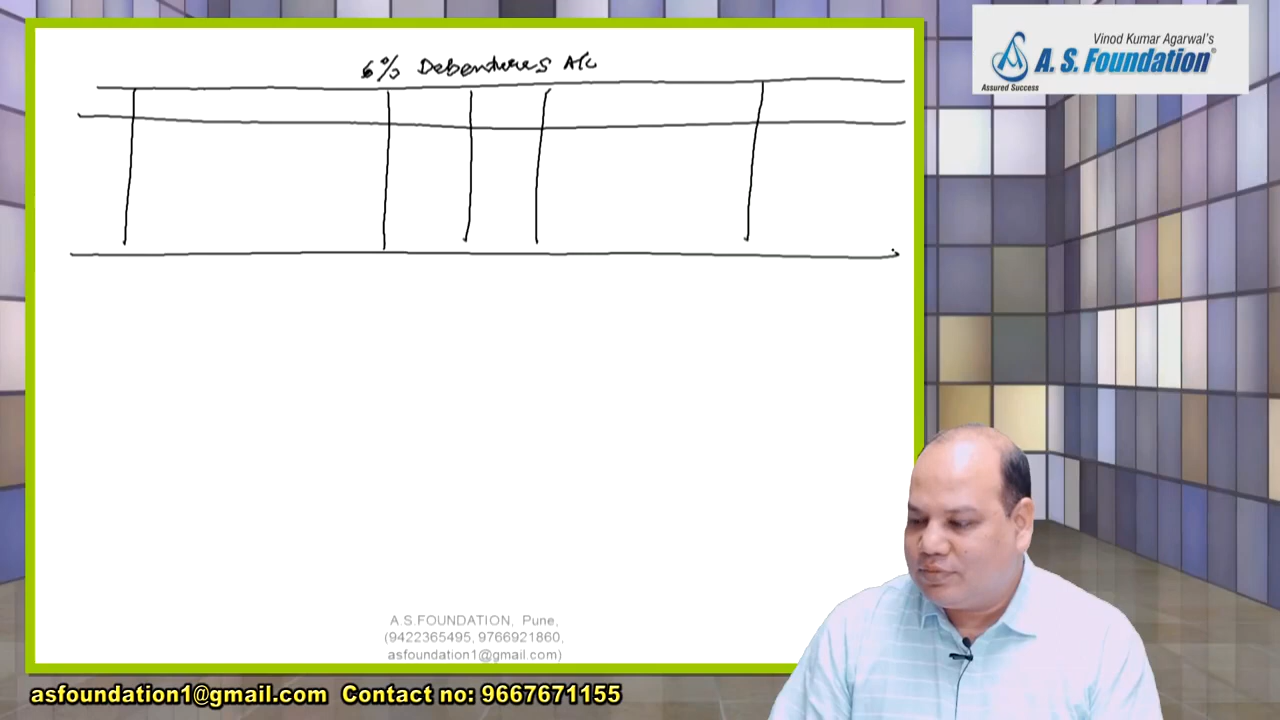 Vinod Kumar Agarwal's
A. S. Foundation®
Assured Success
6% Debentures A/c
A.S.FOUNDATION, Pune,
(9422365495, 9766921860,
asfoundation1@gmail.com)
asfoundation1@gmail.com Contact no: 9667671155